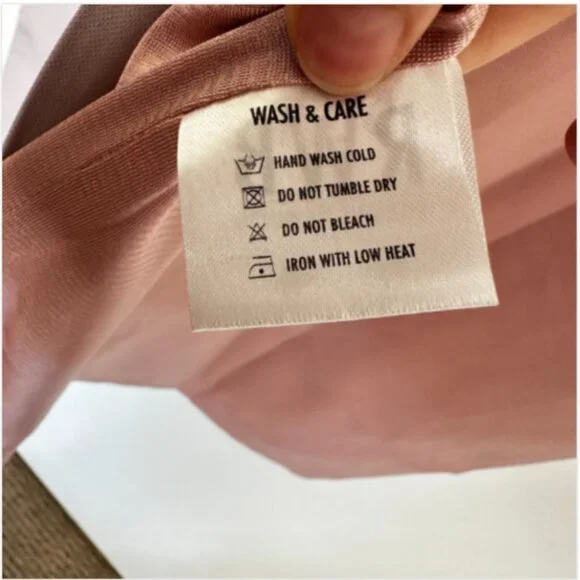 WASH & CARE
HAND WASH COLD
DO NOT TUMBLE DRY
DO NOT BLEACH
IRON WITH LOW HEAT